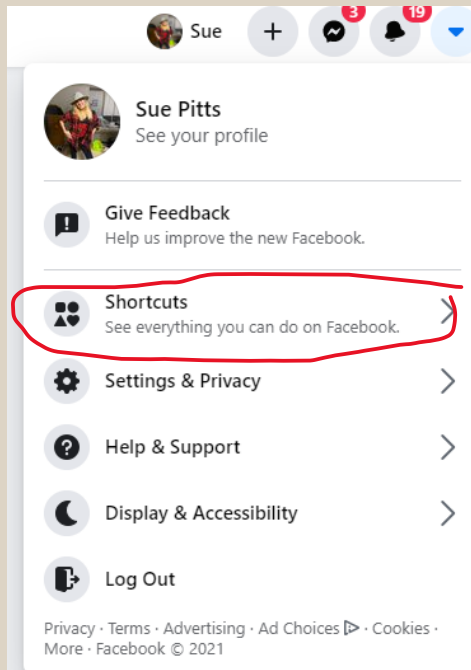 Sue
3
19
Sue Pitts
See your profile
Give Feedback
Help us improve the new Facebook.
Shortcuts
See everything you can do on Facebook.
Settings & Privacy
Help & Support
Display & Accessibility
Log Out
Privacy · Terms · Advertising · Ad Choices · Cookies ·
More · Facebook © 2021